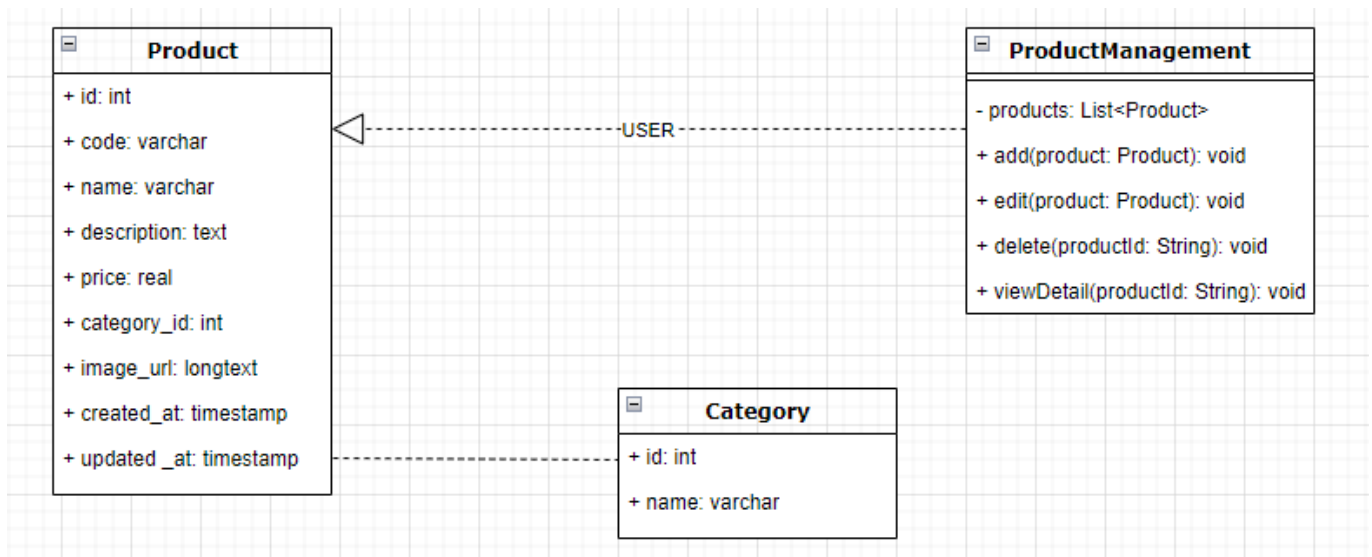 Product
+ id: int
+ code: varchar
+ name: varchar
+ description: text
+ price: real
+ category_id: int
+ image_url: longtext
+ created_at: timestamp
+ updated _at: timestamp
USER
ProductManagement
- products: List<Product>
+ add(product: Product): void
+ edit(product: Product): void
+ delete(productId: String): void
+ viewDetail(productId: String): void
Category
+ id: int
+ name: varchar